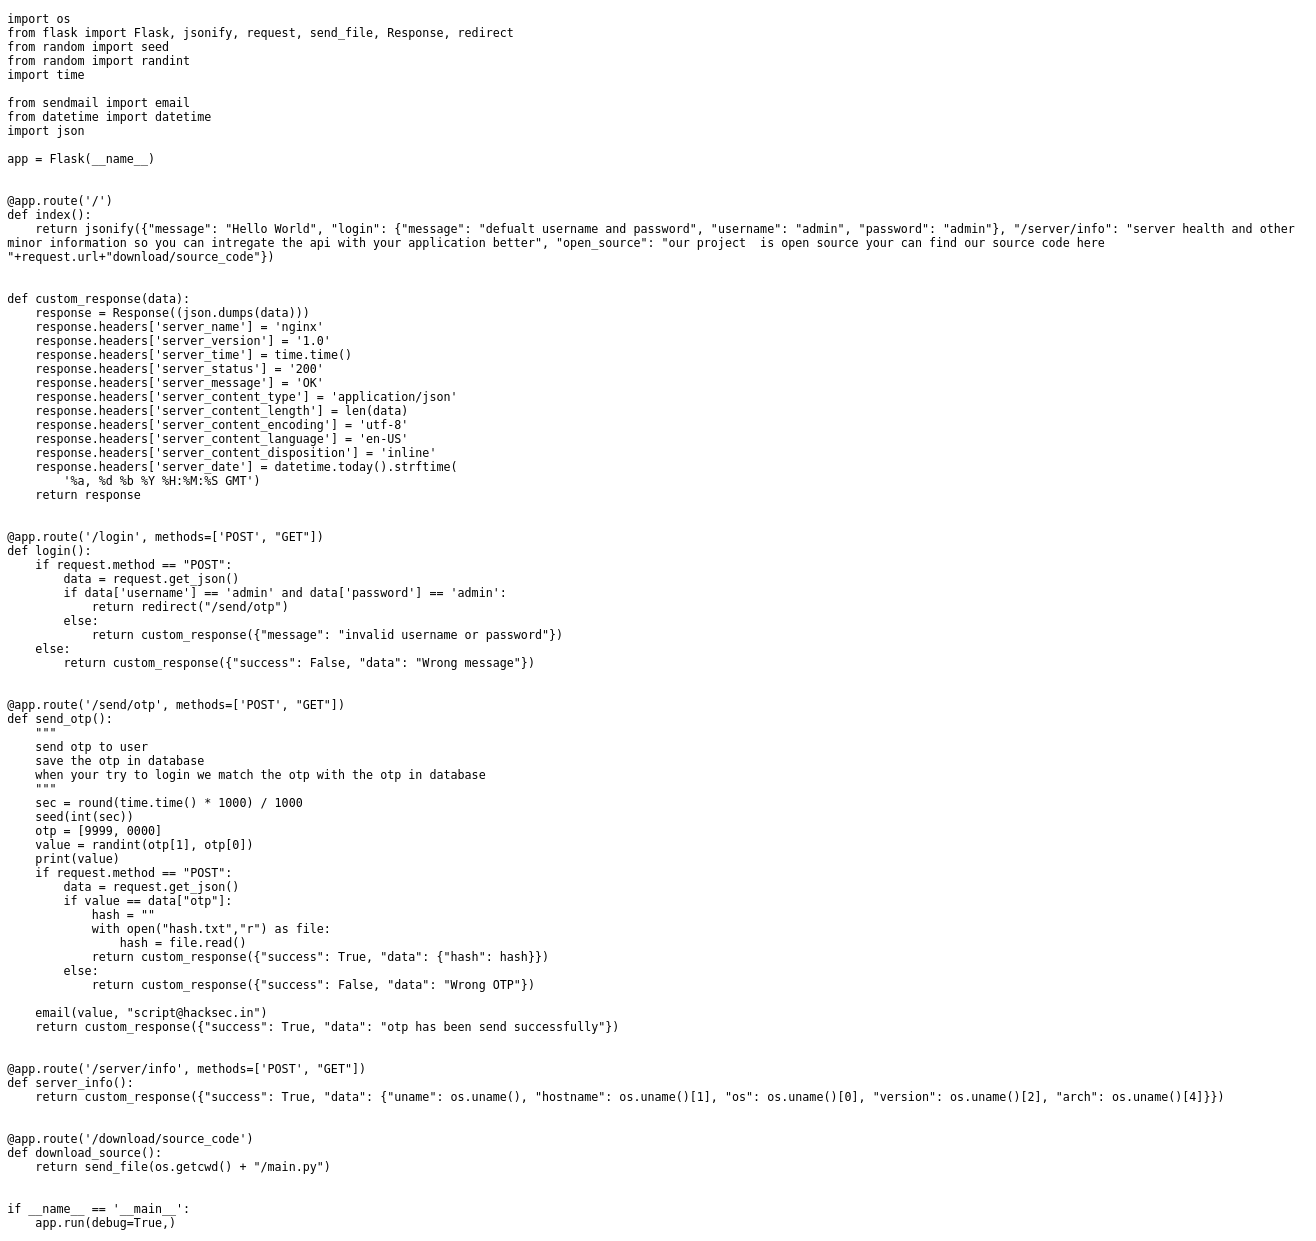 import os
from flask import Flask, jsonify, request, send_file, Response, redirect
from random import seed
from random import randint
import time

from sendmail import email
from datetime import datetime
import json

app = Flask(__name__)


@app.route('/')
def index():
    return jsonify({"message": "Hello World", "login": {"message": "defualt username and password", "username": "admin", "password": "admin"}, "/server/info": "server health and other
minor information so you can intregate the api with your application better", "open_source": "our project  is open source your can find our source code here
"+request.url+"download/source_code"})


def custom_response(data):
    response = Response((json.dumps(data)))
    response.headers['server_name'] = 'nginx'
    response.headers['server_version'] = '1.0'
    response.headers['server_time'] = time.time()
    response.headers['server_status'] = '200'
    response.headers['server_message'] = 'OK'
    response.headers['server_content_type'] = 'application/json'
    response.headers['server_content_length'] = len(data)
    response.headers['server_content_encoding'] = 'utf-8'
    response.headers['server_content_language'] = 'en-US'
    response.headers['server_content_disposition'] = 'inline'
    response.headers['server_date'] = datetime.today().strftime(
        '%a, %d %b %Y %H:%M:%S GMT')
    return response


@app.route('/login', methods=['POST', "GET"])
def login():
    if request.method == "POST":
        data = request.get_json()
        if data['username'] == 'admin' and data['password'] == 'admin':
            return redirect("/send/otp")
        else:
            return custom_response({"message": "invalid username or password"})
    else:
        return custom_response({"success": False, "data": "Wrong message"})


@app.route('/send/otp', methods=['POST', "GET"])
def send_otp():
    """
    send otp to user
    save the otp in database
    when your try to login we match the otp with the otp in database
    """
    sec = round(time.time() * 1000) / 1000
    seed(int(sec))
    otp = [9999, 0000]
    value = randint(otp[1], otp[0])
    print(value)
    if request.method == "POST":
        data = request.get_json()
        if value == data["otp"]:
            hash = ""
            with open("hash.txt","r") as file:
                hash = file.read()
            return custom_response({"success": True, "data": {"hash": hash}})
        else:
            return custom_response({"success": False, "data": "Wrong OTP"})

    email(value, "script@hacksec.in")
    return custom_response({"success": True, "data": "otp has been send successfully"})


@app.route('/server/info', methods=['POST', "GET"])
def server_info():
    return custom_response({"success": True, "data": {"uname": os.uname(), "hostname": os.uname()[1], "os": os.uname()[0], "version": os.uname()[2], "arch": os.uname()[4]}})


@app.route('/download/source_code')
def download_source():
    return send_file(os.getcwd() + "/main.py")


if __name__ == '__main__':
    app.run(debug=True,)